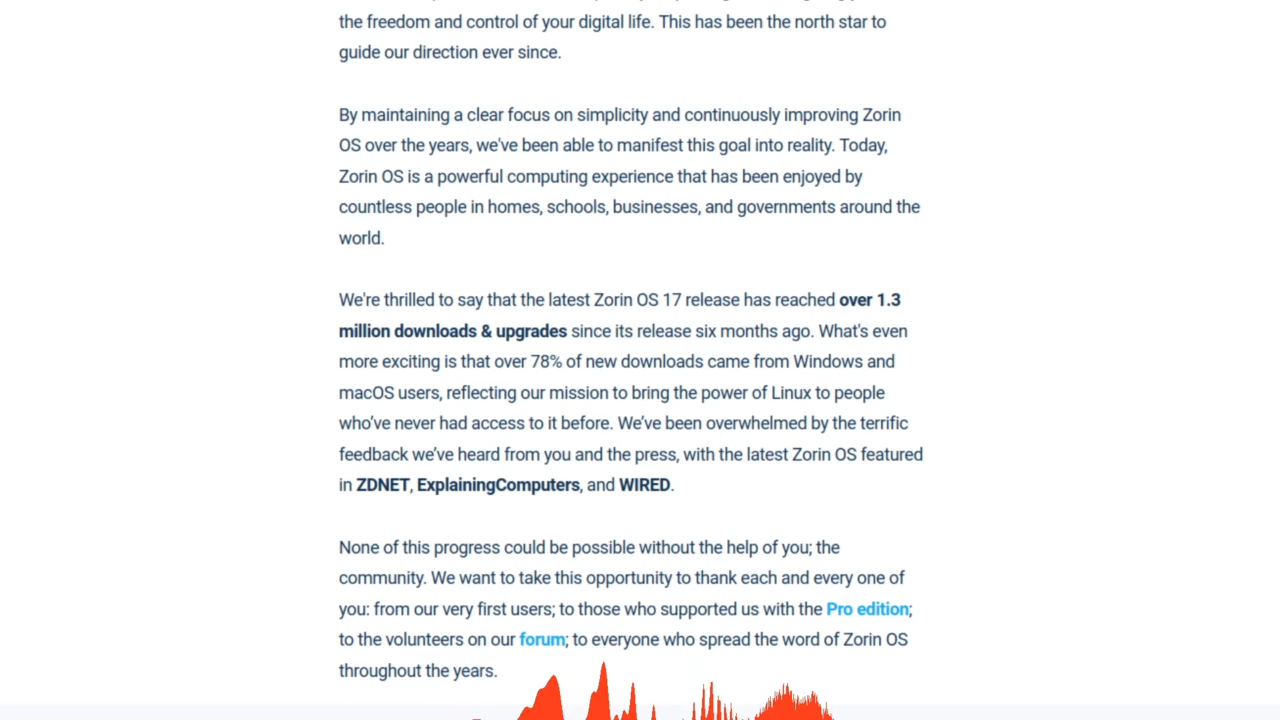 the freedom and control of your digital life. This has been the north star to
guide our direction ever since.
By maintaining a clear focus on simplicity and continuously improving Zorin
OS over the years, we've been able to manifest this goal into reality. Today,
Zorin OS is a powerful computing experience that has been enjoyed by
countless people in homes, schools, businesses, and governments around the
world.
We're thrilled to say that the latest Zorin OS 17 release has reached over 1.3
million downloads & upgrades since its release six months ago. What's even
more exciting is that over 78% of new downloads came from Windows and
macOS users, reflecting our mission to bring the power of Linux to people
who’ve never had access to it before. We’ve been overwhelmed by the terrific
feedback we’ve heard from you and the press, with the latest Zorin OS featured
in ZDNET, ExplainingComputers, and WIRED.
None of this progress could be possible without the help of you; the
community. We want to take this opportunity to thank each and every one of
you: from our very first users; to those who supported us with the Pro edition;
to the volunteers on our forum; to everyone who spread the word of Zorin OS
throughout the years.